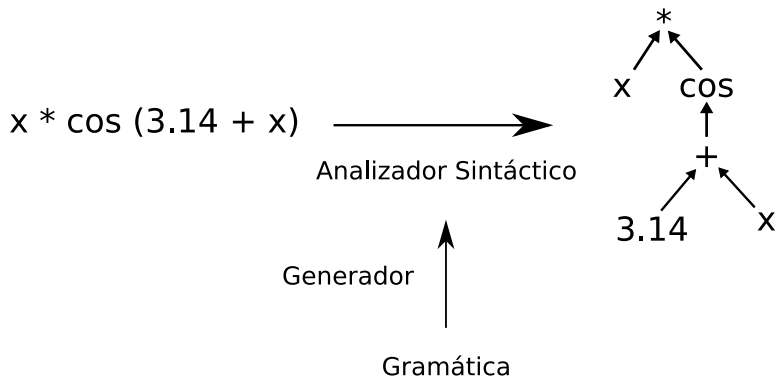 x * cos (3.14 + x)
Analizador Sintáctico
Generador
Gramática
*
x cos
+
3.14 x